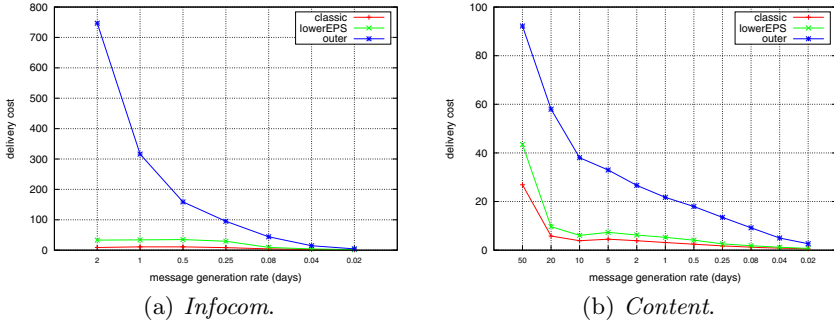 800
700
600
500
400
300
200
100
0
delivery cost
classic
lowerEPS
outer
2 1 0.5 0.25 0.08 0.04 0.02
message generation rate (days)
(a) Infocom.
100
80
60
40
20
0
delivery cost
classic
lowerEPS
outer
50 20 10 5 2 1 0.5 0.25 0.08 0.04 0.02
message generation rate (days)
(b) Content.